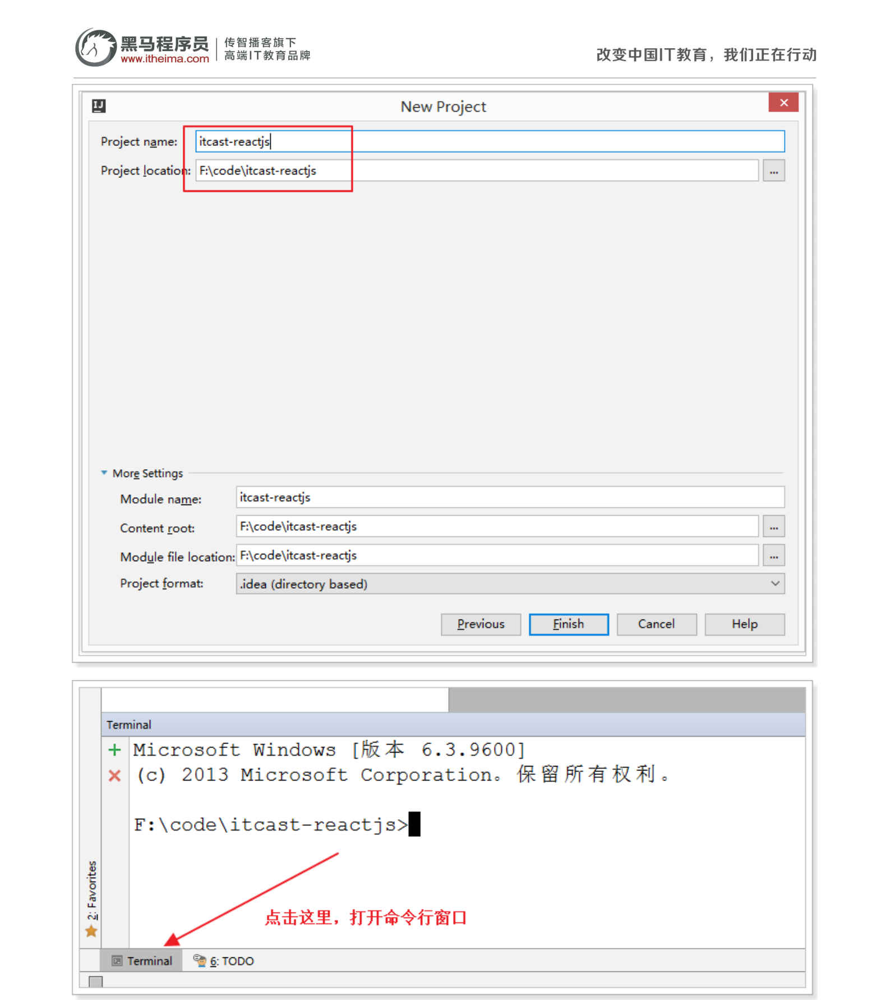 黑马程序员
www.itheima.com
传智播客旗下
高端IT教育品牌
改变中国IT教育，我们正在行动
New Project
Project name: itcast-reactjs
Project location: F:\code\itcast-reactjs ...
More Settings
Module name: itcast-reactjs
Content root: F:\code\itcast-reactjs ...
Module file location: F:\code\itcast-reactjs ...
Project format: .idea (directory based)
Previous Finish Cancel Help
Terminal
Microsoft Windows [版本 6.3.9600]
(c) 2013 Microsoft Corporation。保留所有权利。
F:\code\itcast-reactjs>
2: Favorites
点击这里，打开命令行窗口
Terminal 6: TODO